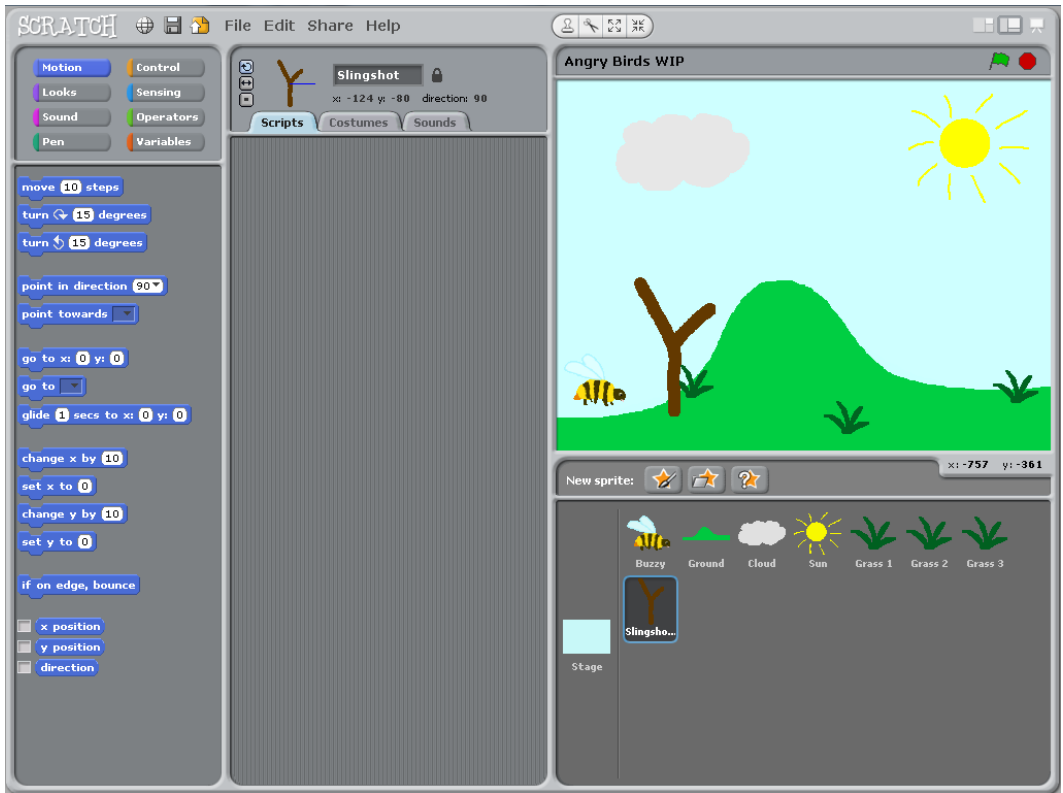 SCRATCH File Edit Share Help
Motion Control
Looks Sensing
Sound Operators
Pen Variables
move 10 steps
turn 15 degrees
turn 15 degrees
point in direction 90
point towards
go to x: 0 y: 0
go to
glide 1 secs to x: 0 y: 0
change x by 10
set x to 0
change y by 10
set y to 0
if on edge, bounce
x position
y position
direction
Slingshot
x: -124 y: -80 direction: 90
Scripts Costumes Sounds
Angry Birds WIP
x: -757 y: -361
New sprite:
Buzzy Ground Cloud Sun Grass 1 Grass 2 Grass 3
Slingsho...
Stage